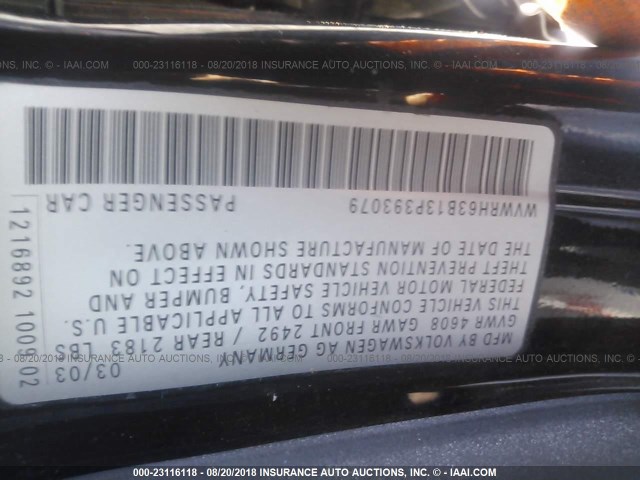 000-23116118 - 08/20/2018 INSURANCE AUTO AUCTIONS, INC. - © IAAI.COM
MFD BY VOLKSWAGEN AG GERMANY 03/03
GVWR 4608 GAWR FRONT 2492 / REAR 2183 LBS
THIS VEHICLE CONFORMS TO ALL APPLICABLE U.S.
FEDERAL MOTOR VEHICLE SAFETY, BUMPER AND
THEFT PREVENTION STANDARDS IN EFFECT ON
THE DATE OF MANUFACTURE SHOWN ABOVE.
WVWRH63B13P393079 PASSENGER CAR
000-23116118 - 08/20/2018 INSURANCE AUTO AUCTIONS, INC. - © IAAI.COM